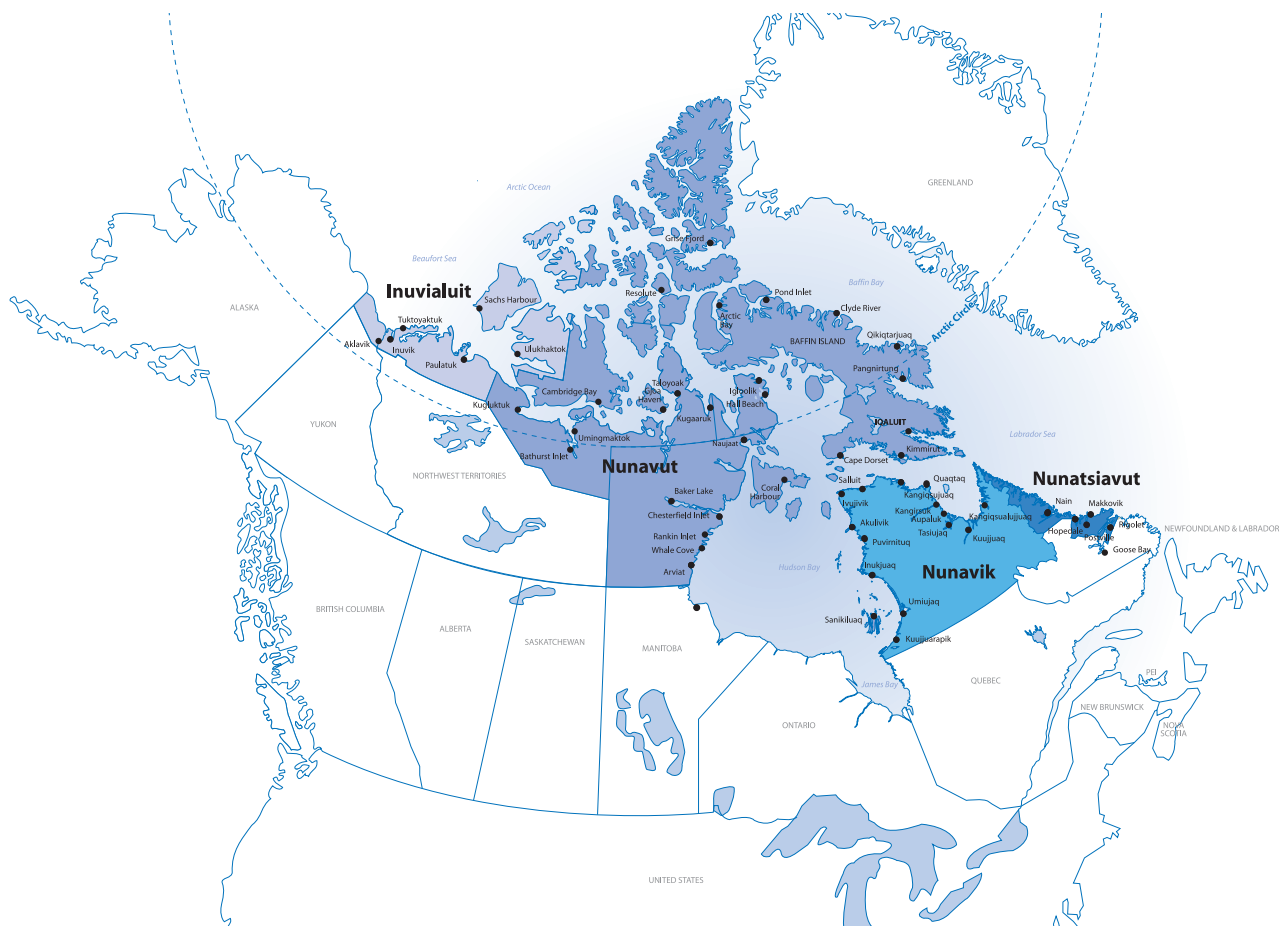 GREENLAND
Arctic Ocean
Grise Fjord
Beaufort Sea
Baffin Bay
Inuvialuit
Resolute
Pond Inlet
Sachs Harbour
ALASKA
Clyde River
Arctic
Bay
Tuktoyaktuk
Arctic Circle
Qikiqtarjuaq
Aklavik
Inuvik
BAFFIN ISLAND
Ulukhaktok
Paulatuk
Pangnirtung
Taloyoak
Igloolik
Cambridge Bay
Gjoa
Haven
Hall Beach
Kugluktuk
Kugaaruk
YUKON
IQALUIT
Umingmaktok
Labrador Sea
Naujaat
Kimmirut
Bathurst Inlet
Cape Dorset
Nunavut
NORTHWEST TERRITORIES
Nunatsiavut
Quaqtaq
Salluit
Coral
Harbour
Baker Lake
Kangiqsujuaq
Ivujivik
Nain
Makkovik
Kangirsuk
Kangiqsualujjuaq
Chesterfield Inlet
Aupaluk
Rigolet
NEWFOUNDLAND & LABRADOR
Akulivik
Tasiujaq
Hopedale
Rankin Inlet
Puvirnituq
Kuujjuaq
Postville
Whale Cove
Goose Bay
Hudson Bay
Arviat
Inukjuaq
Nunavik
Umiujaq
BRITISH COLUMBIA
Sanikiluaq
ALBERTA
SASKATCHEWAN
Kuujjuarapik
MANITOBA
PEI
QUEBEC
James Bay
NEW BRUNSWICK
ONTARIO
NOVA
SCOTIA
UNITED STATES